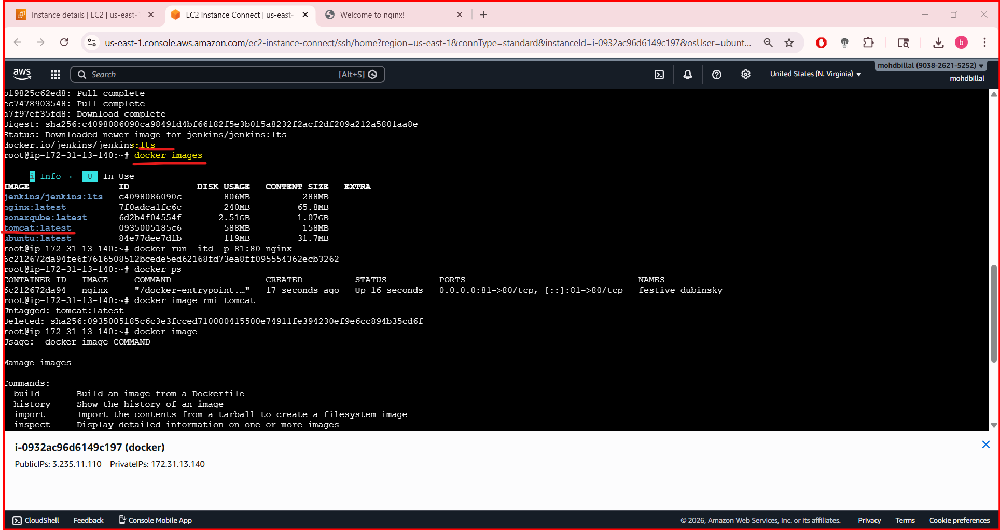 Instance details | EC2 | us-east-
EC2 Instance Connect | us-east-
Welcome to nginx!
us-east-1.console.aws.amazon.com/ec2-instance-connect/ssh/home?region=us-east-1&connType=standard&instanceId=i-0932ac96d6149c197&osUser=ubunt...
b
aws
Search
[Alt+S]
United States (N. Virginia)
mohdbillal (9038-2621-5252)
mohdbillal
b19825c62ed8: Pull complete
ec7478903548: Pull complete
a7f97ef35fd8: Download complete
Digest: sha256:c4098086090ca98491d4bf66182f5e3b015a8232f2acf2df209a212a5801aa8e
Status: Downloaded newer image for jenkins/jenkins:lts
docker.io/jenkins/jenkins:lts
root@ip-172-31-13-140:~# docker images
i Info → U In Use
IMAGE ID DISK USAGE CONTENT SIZE EXTRA
jenkins/jenkins:lts c4098086090c 806MB 288MB
nginx:latest 7f0adca1fc6c 240MB 65.8MB
sonarqube:latest 6d2b4f04554f 2.51GB 1.07GB
tomcat:latest 0935005185c6 588MB 158MB
ubuntu:latest 84e77dee7d1b 119MB 31.7MB
root@ip-172-31-13-140:~# docker run -itd -p 81:80 nginx
6c212672da94fe6f7616508512bcede5ed62168fd73ea8ff095554362ecb3262
root@ip-172-31-13-140:~# docker ps
CONTAINER ID IMAGE COMMAND CREATED STATUS PORTS NAMES
6c212672da94 nginx "/docker-entrypoint.…" 17 seconds ago Up 16 seconds 0.0.0.0:81->80/tcp, [::]:81->80/tcp festive_dubinsky
root@ip-172-31-13-140:~# docker image rmi tomcat
Untagged: tomcat:latest
Deleted: sha256:0935005185c6c3e3fcced710000415500e74911fe394230ef9e6cc894b35cd6f
root@ip-172-31-13-140:~# docker image
Usage: docker image COMMAND
Manage images
Commands:
build Build an image from a Dockerfile
history Show the history of an image
import Import the contents from a tarball to create a filesystem image
inspect Display detailed information on one or more images
i-0932ac96d6149c197 (docker)
PublicIPs: 3.235.11.110 PrivateIPs: 172.31.13.140
CloudShell Feedback Console Mobile App © 2026, Amazon Web Services, Inc. or its affiliates. Privacy Terms Cookie preferences